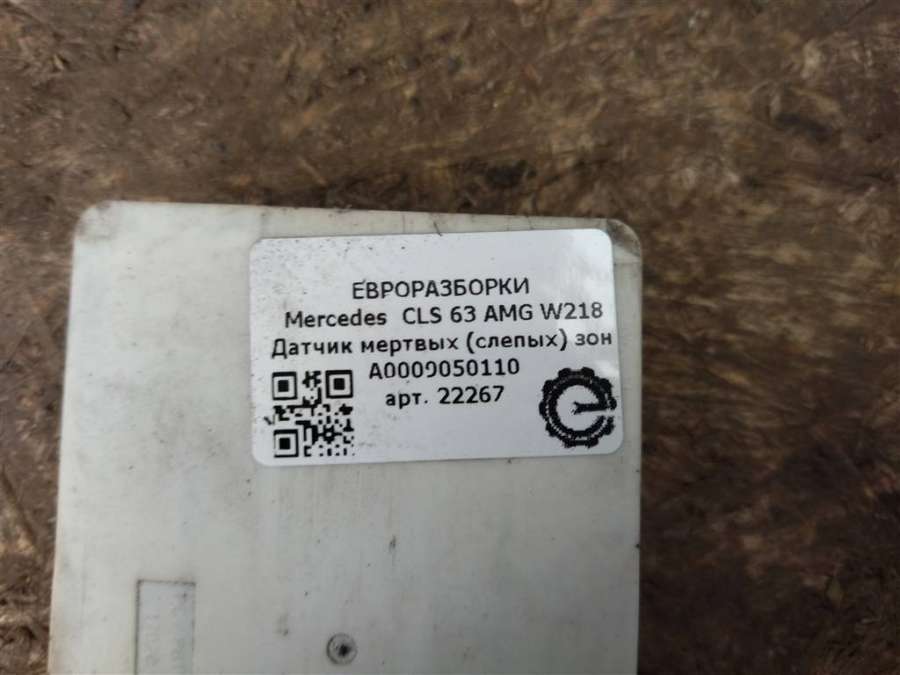 ЕВРОРАЗБОРКИ
Mercedes CLS 63 AMG W218
Датчик мертвых (слепых) зон
A0009050110
арт. 22267